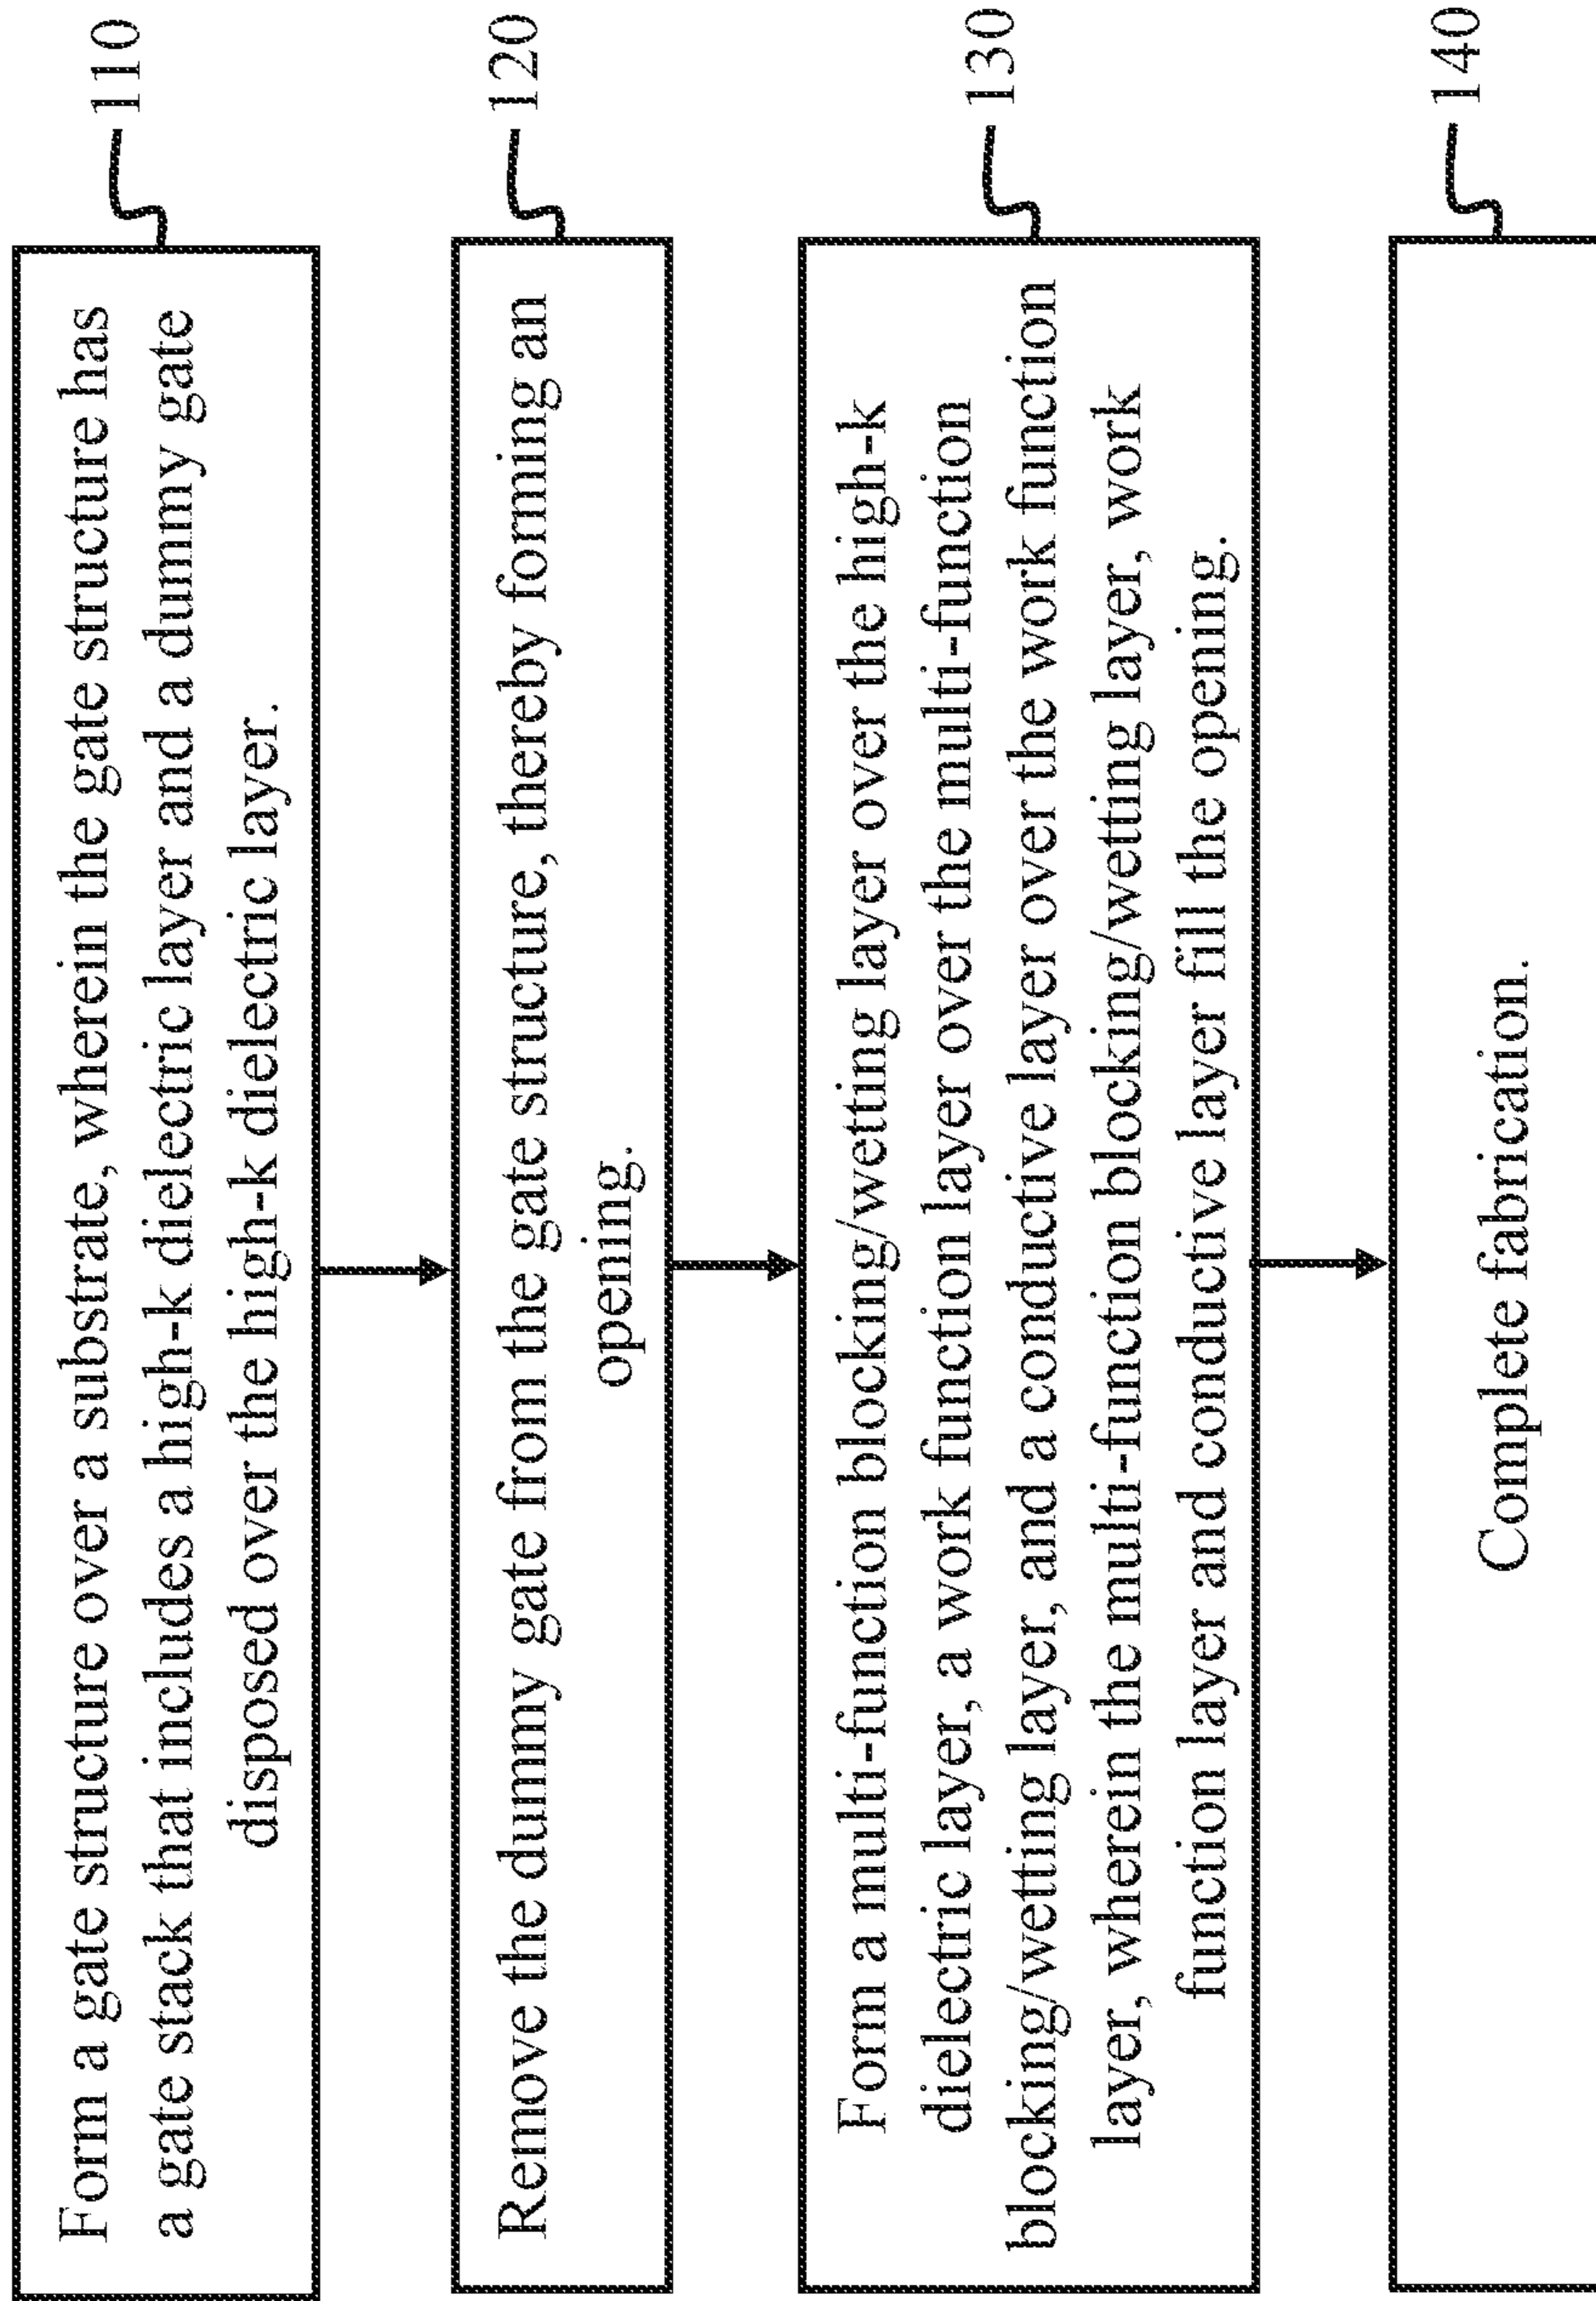 Form a gate structure over a substrate, wherein the gate structure has
a gate stack that includes a high-k dielectric layer and a dummy gate
disposed over the high-k dielectric layer.
110
Remove the dummy gate from the gate structure, thereby forming an
opening.
120
Form a multi-function blocking/wetting layer over the high-k
dielectric layer, a work function layer over the multi-function
blocking/wetting layer, and a conductive layer over the work function
layer, wherein the multi-function blocking/wetting layer, work
function layer and conductive layer fill the opening.
130
Complete fabrication.
140